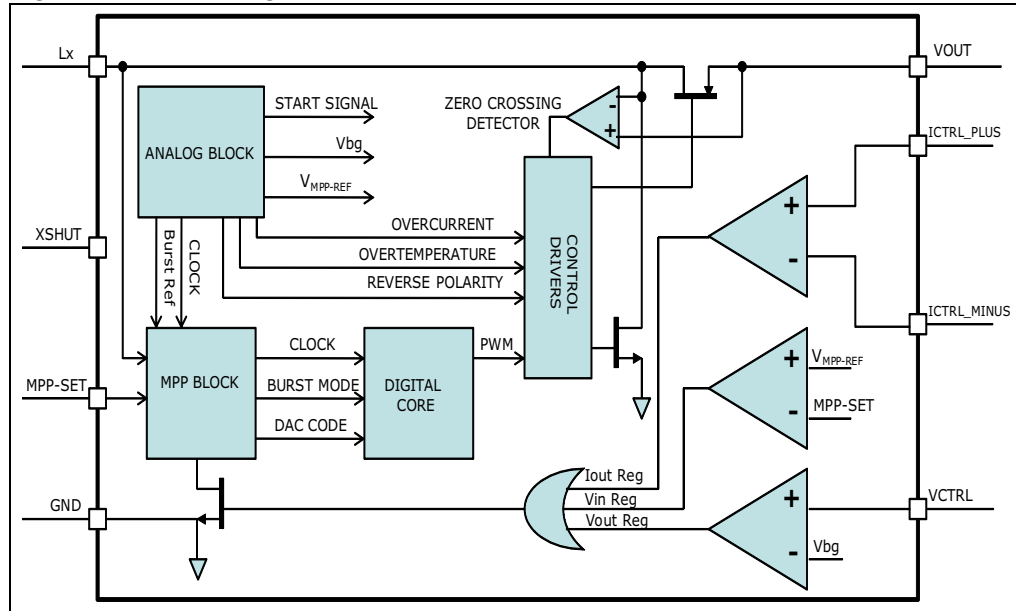 Lx
VOUT
START SIGNAL
ZERO CROSSING
DETECTOR
-
+
ICTRL_PLUS
ANALOG BLOCK
Vbg
VMPP-REF
+
-
XSHUT
OVERCURRENT
OVERTEMPERATURE
REVERSE POLARITY
CONTROL
DRIVERS
CLOCK
Burst Ref
ICTRL_MINUS
CLOCK
PWM
+
VMPP-REF
MPP-SET
MPP BLOCK
BURST MODE
DIGITAL
CORE
-
MPP-SET
DAC CODE
Iout Reg
Vin Reg
Vout Reg
GND
+
VCTRL
-
Vbg